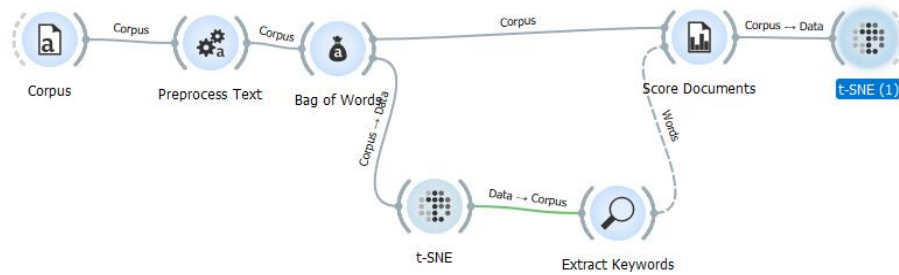 Corpus
Corpus → Data
Corpus
Corpus
a
a
a
Corpus
Preprocess Text
Bag of Words
Score Documents
t-SNE (1)
Corpus → Data
Words
Data → Corpus
t-SNE
Extract Keywords